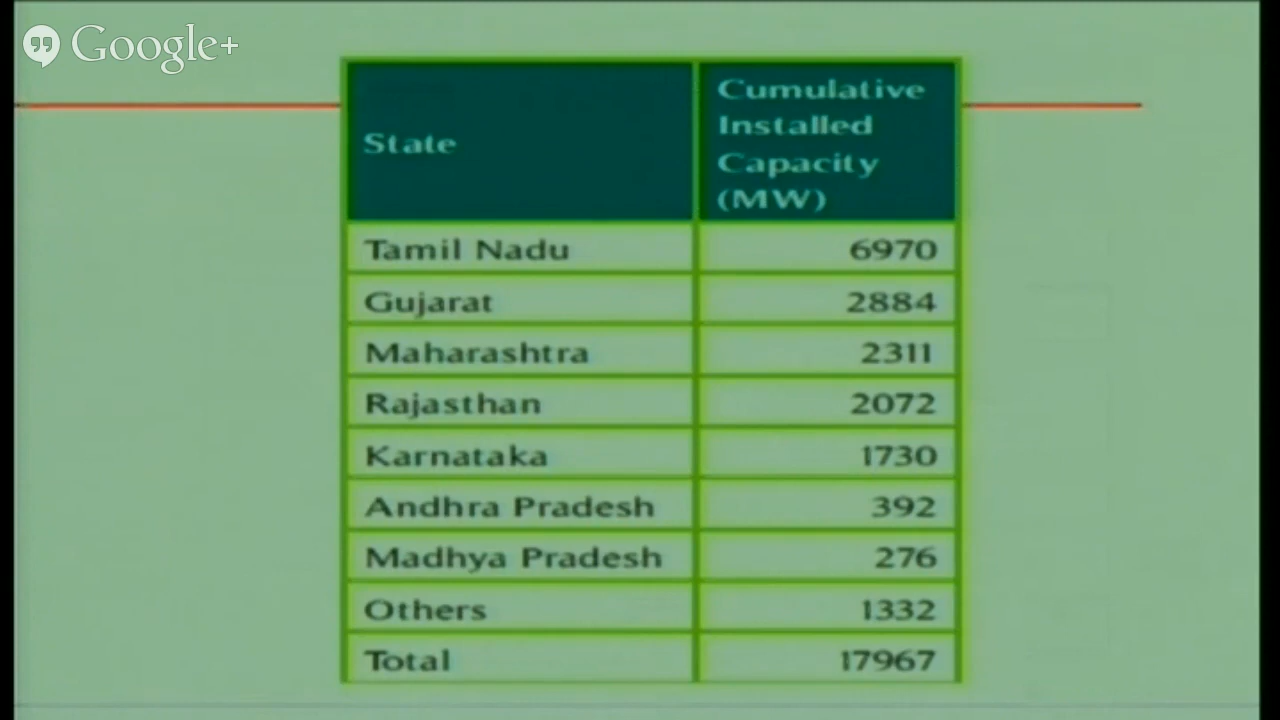 Google+
State
Cumulative
Installed
Capacity
(MW)
Tamil Nadu 6970
Gujarat 2884
Maharashtra 2311
Rajasthan 2072
Karnataka 1730
Andhra Pradesh 392
Madhya Pradesh 276
Others 1332
Total 17967